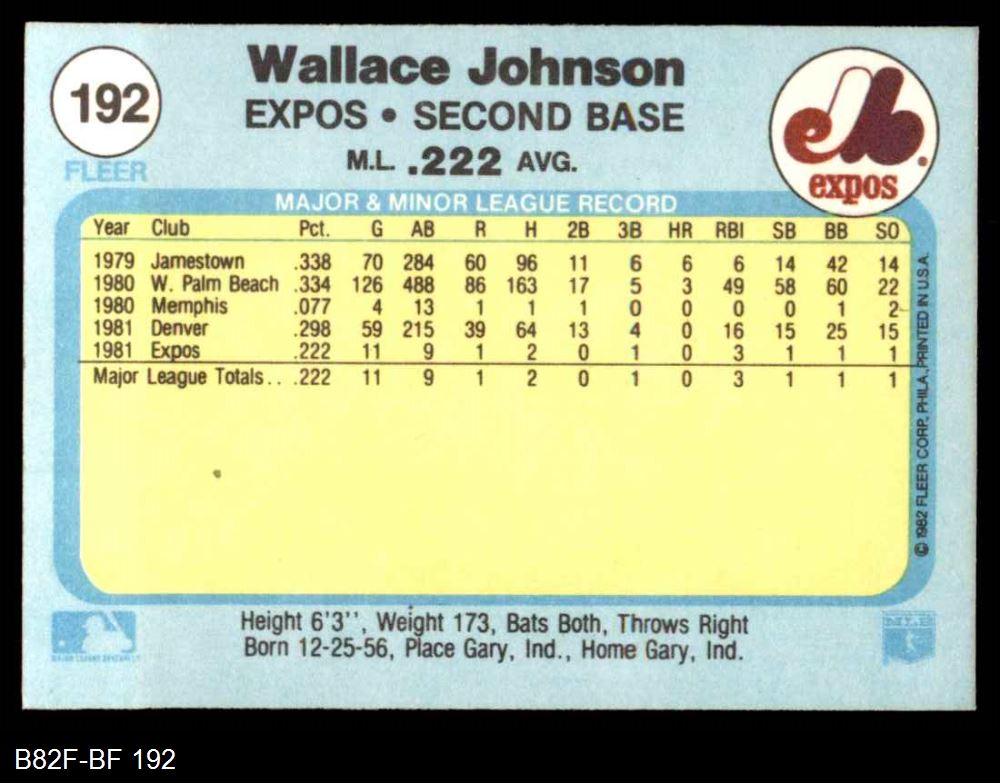 192
FLEER
Wallace Johnson
EXPOS • SECOND BASE
M.L. .222 AVG.
expos
MAJOR & MINOR LEAGUE RECORD
Year Club Pct. G AB R H 2B 3B HR RBI SB BB SO
1979 Jamestown .338 70 284 60 96 11 6 6 6 14 42 14
1980 W. Palm Beach .334 126 488 86 163 17 5 3 49 58 60 22
1980 Memphis .077 4 13 1 1 1 0 0 0 0 1 2
1981 Denver .298 59 215 39 64 13 4 0 16 15 25 15
1981 Expos .222 11 9 1 2 0 1 0 3 1 1 1
Major League Totals.. .222 11 9 1 2 0 1 0 3 1 1 1
© 1982 FLEER CORP. PHILA., PRINTED IN U.S.A.
Height 6'3'', Weight 173, Bats Both, Throws Right
Born 12-25-56, Place Gary, Ind., Home Gary, Ind.
B82F-BF 192